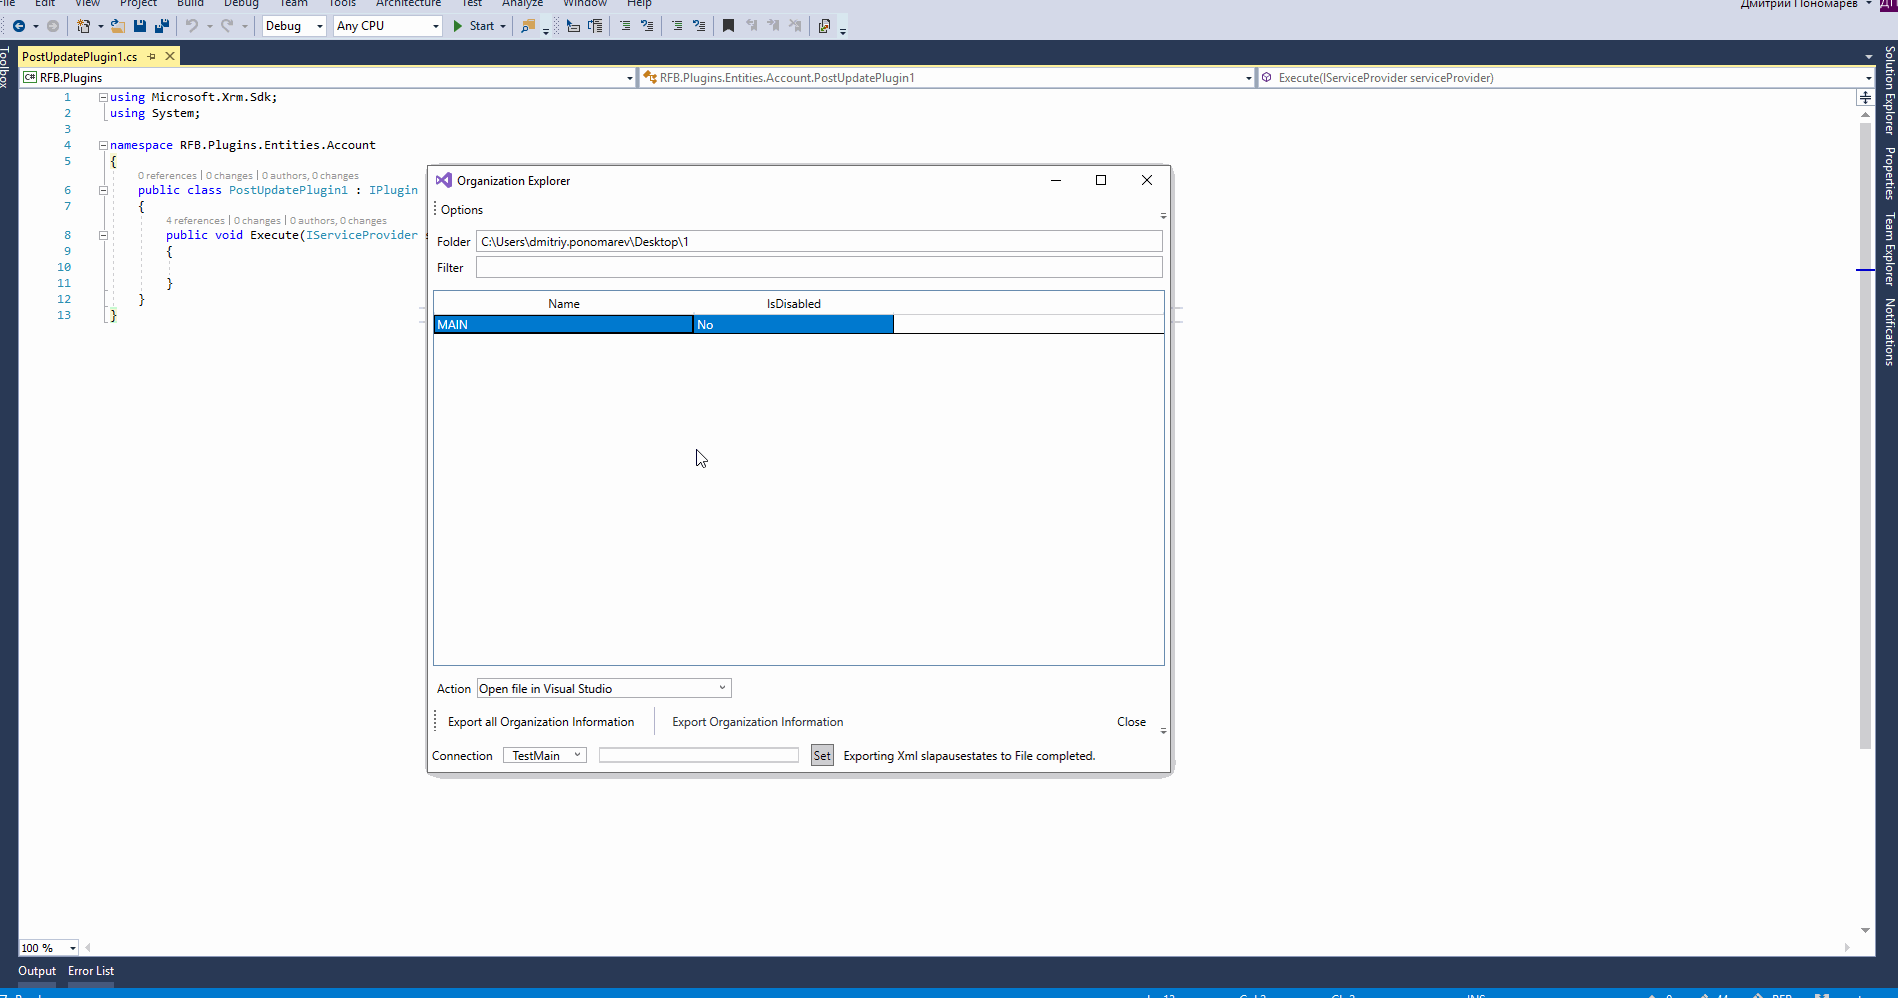 File Edit View Project Build Debug Team Tools Architecture Test Analyze Window Help Дмитрий Пономарев ДП
Debug Any CPU Start
Toolbox
PostUpdatePlugin1.cs
C# RFB.Plugins RFB.Plugins.Entities.Account.PostUpdatePlugin1 Execute(IServiceProvider serviceProvider)
1 using Microsoft.Xrm.Sdk;
2 using System;
3
4 namespace RFB.Plugins.Entities.Account
5 {
0 references | 0 changes | 0 authors, 0 changes
6 public class PostUpdatePlugin1 : IPlugin
7 {
4 references | 0 changes | 0 authors, 0 changes
8 public void Execute(IServiceProvider s
9 {
10
11 }
12 }
13 }
Organization Explorer
Options
Folder C:\Users\dmitriy.ponomarev\Desktop\1
Filter
Name IsDisabled
MAIN No
Action Open file in Visual Studio
Export all Organization Information Export Organization Information Close
Connection TestMain Set Exporting Xml slapausestates to File completed.
Solution Explorer
Properties
Team Explorer
Notifications
100 %
Output Error List